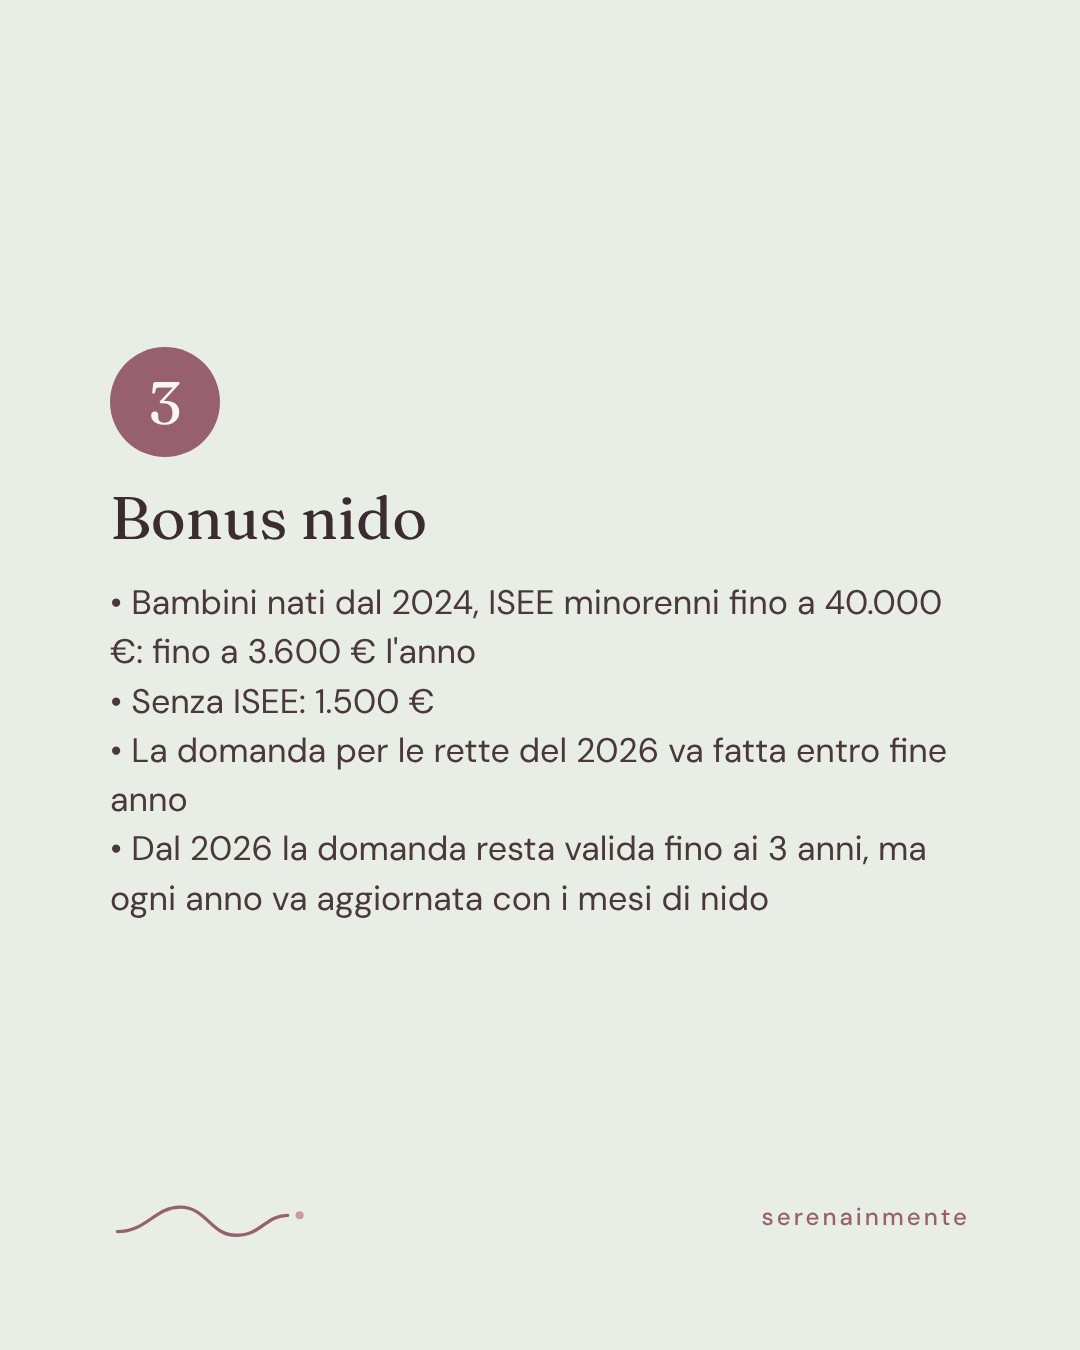 3
Bonus nido
• Bambini nati dal 2024, ISEE minorenni fino a 40.000
€: fino a 3.600 € l'anno
• Senza ISEE: 1.500 €
• La domanda per le rette del 2026 va fatta entro fine
anno
• Dal 2026 la domanda resta valida fino ai 3 anni, ma
ogni anno va aggiornata con i mesi di nido
serenainmente